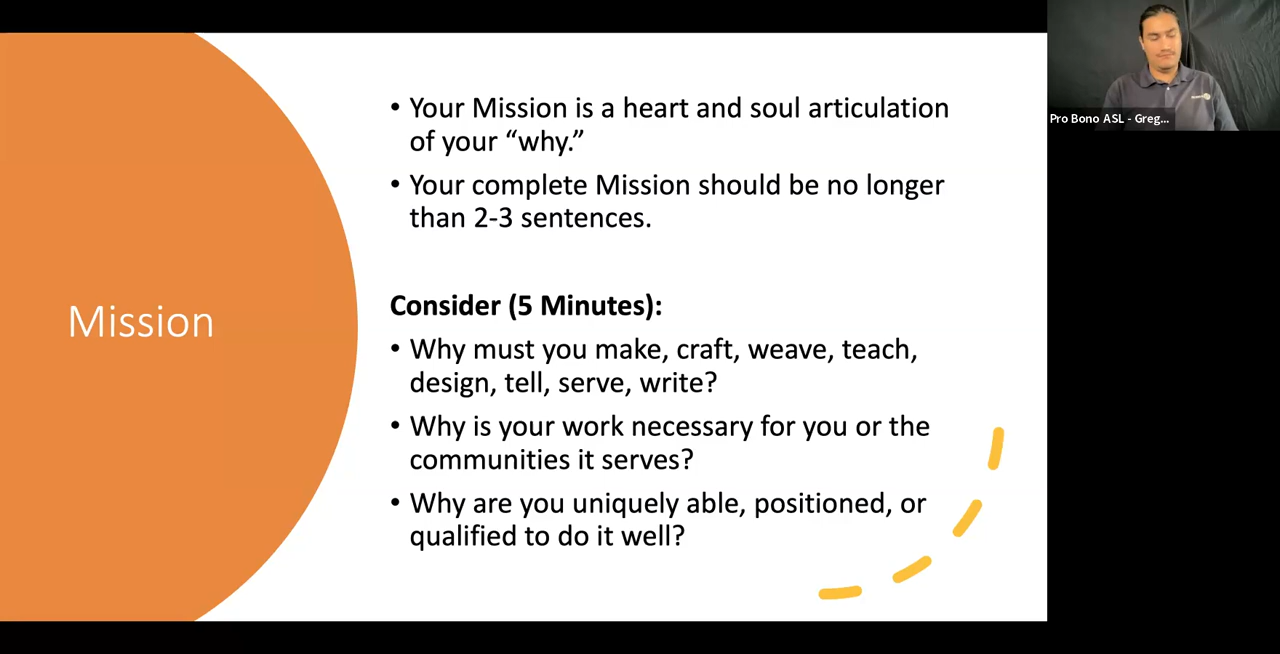 Mission
• Your Mission is a heart and soul articulation
of your “why.”
• Your complete Mission should be no longer
than 2-3 sentences.
Consider (5 Minutes):
• Why must you make, craft, weave, teach,
design, tell, serve, write?
• Why is your work necessary for you or the
communities it serves?
• Why are you uniquely able, positioned, or
qualified to do it well?
Pro Bono ASL - Greg...